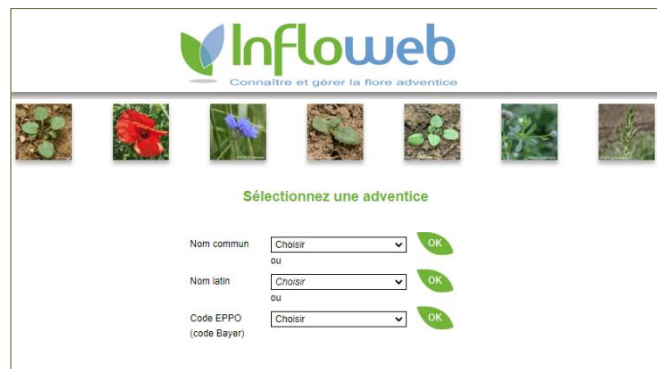 Infloweb
Connaître et gérer la flore adventice
Sélectionnez une adventice
Nom commun Choisir OK
ou
Nom latin Choisir OK
ou
Code EPPO Choisir OK
(code Bayer)